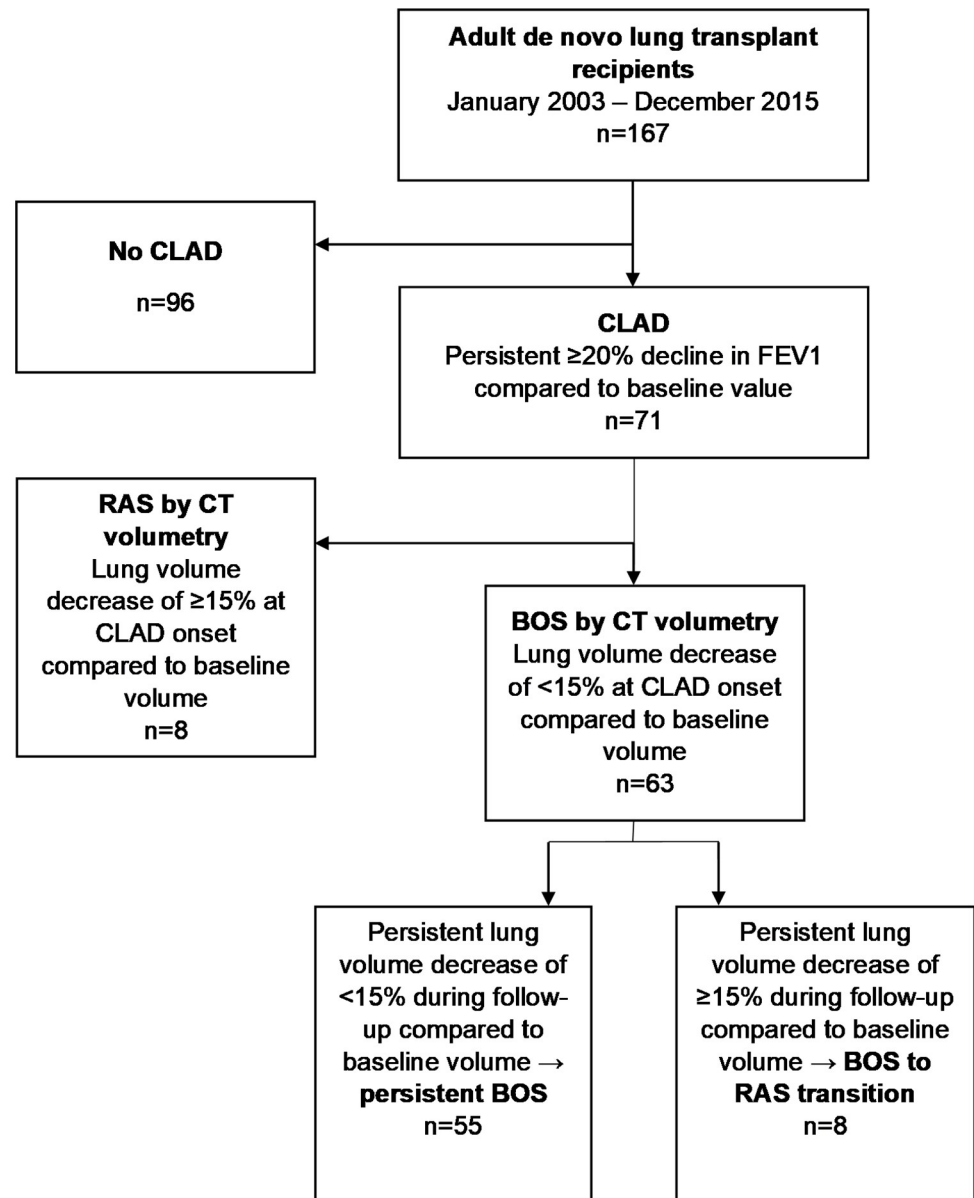 Adult de novo lung transplant
recipients
January 2003 – December 2015
n=167
No CLAD
n=96
CLAD
Persistent ≥20% decline in FEV1
compared to baseline value
n=71
RAS by CT
volumetry
Lung volume
decrease of ≥15% at
CLAD onset
compared to baseline
volume
n=8
BOS by CT volumetry
Lung volume decrease
of <15% at CLAD onset
compared to baseline
volume
n=63
Persistent lung
volume decrease of
<15% during follow-
up compared to
baseline volume →
persistent BOS
n=55
Persistent lung
volume decrease of
≥15% during follow-up
compared to baseline
volume → BOS to
RAS transition
n=8